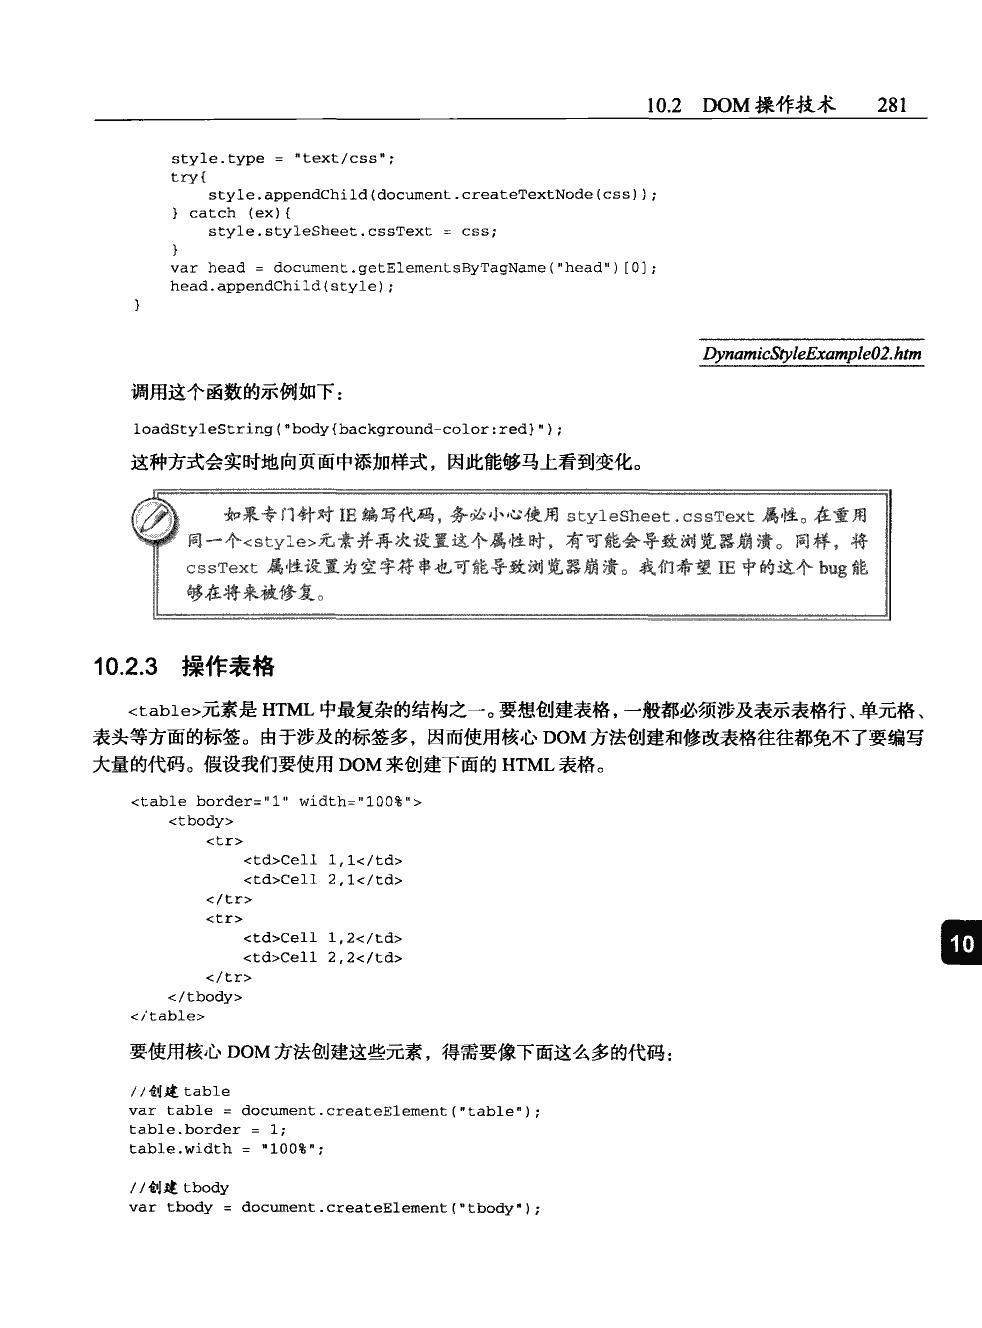 10.2 DOM 操作技术 281
style.type = "text/css";
try{
style.appendChild(document.createTextNode(css));
} catch (ex){
style.styleSheet.cssText = css;
}
var head = document.getElementsByTagName("head")[0];
head.appendChild(style);
}
DynamicStyleExample02.htm
调用这个函数的示例如下：
loadStyleString("body{background-color:red}");
这种方式会实时地向页面中添加样式，因此能够马上看到变化。
如果专门针对 IE 编写代码，务必小心使用 styleSheet.cssText 属性。在重用
同一个<style>元素并再次设置这个属性时，有可能会导致浏览器崩溃。同样，将
cssText 属性设置为空字符串也可能导致浏览器崩溃。我们希望 IE 中的这个 bug 能
够在将来被修复。
10.2.3 操作表格
<table>元素是 HTML 中最复杂的结构之一。要想创建表格，一般都必须涉及表示表格行、单元格、
表头等方面的标签。由于涉及的标签多，因而使用核心 DOM 方法创建和修改表格往往都免不了要编写
大量的代码。假设我们要使用 DOM 来创建下面的 HTML 表格。
<table border="1" width="100%">
<tbody>
<tr>
<td>Cell 1,1</td>
<td>Cell 2,1</td>
</tr>
<tr>
<td>Cell 1,2</td>
<td>Cell 2,2</td>
</tr>
</tbody>
</table>
10
要使用核心 DOM 方法创建这些元素，得需要像下面这么多的代码：
//创建 table
var table = document.createElement("table");
table.border = 1;
table.width = "100%";
//创建 tbody
var tbody = document.createElement("tbody");